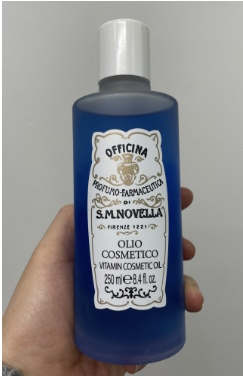 OFFICINA
PROFUMO-FARMACEUTICA
DI
S.M.NOVELLA
FIRENZE 1221
OLIO
COSMETICO
VITAMIN COSMETIC OIL
250 ml e 8.4 fl. oz.